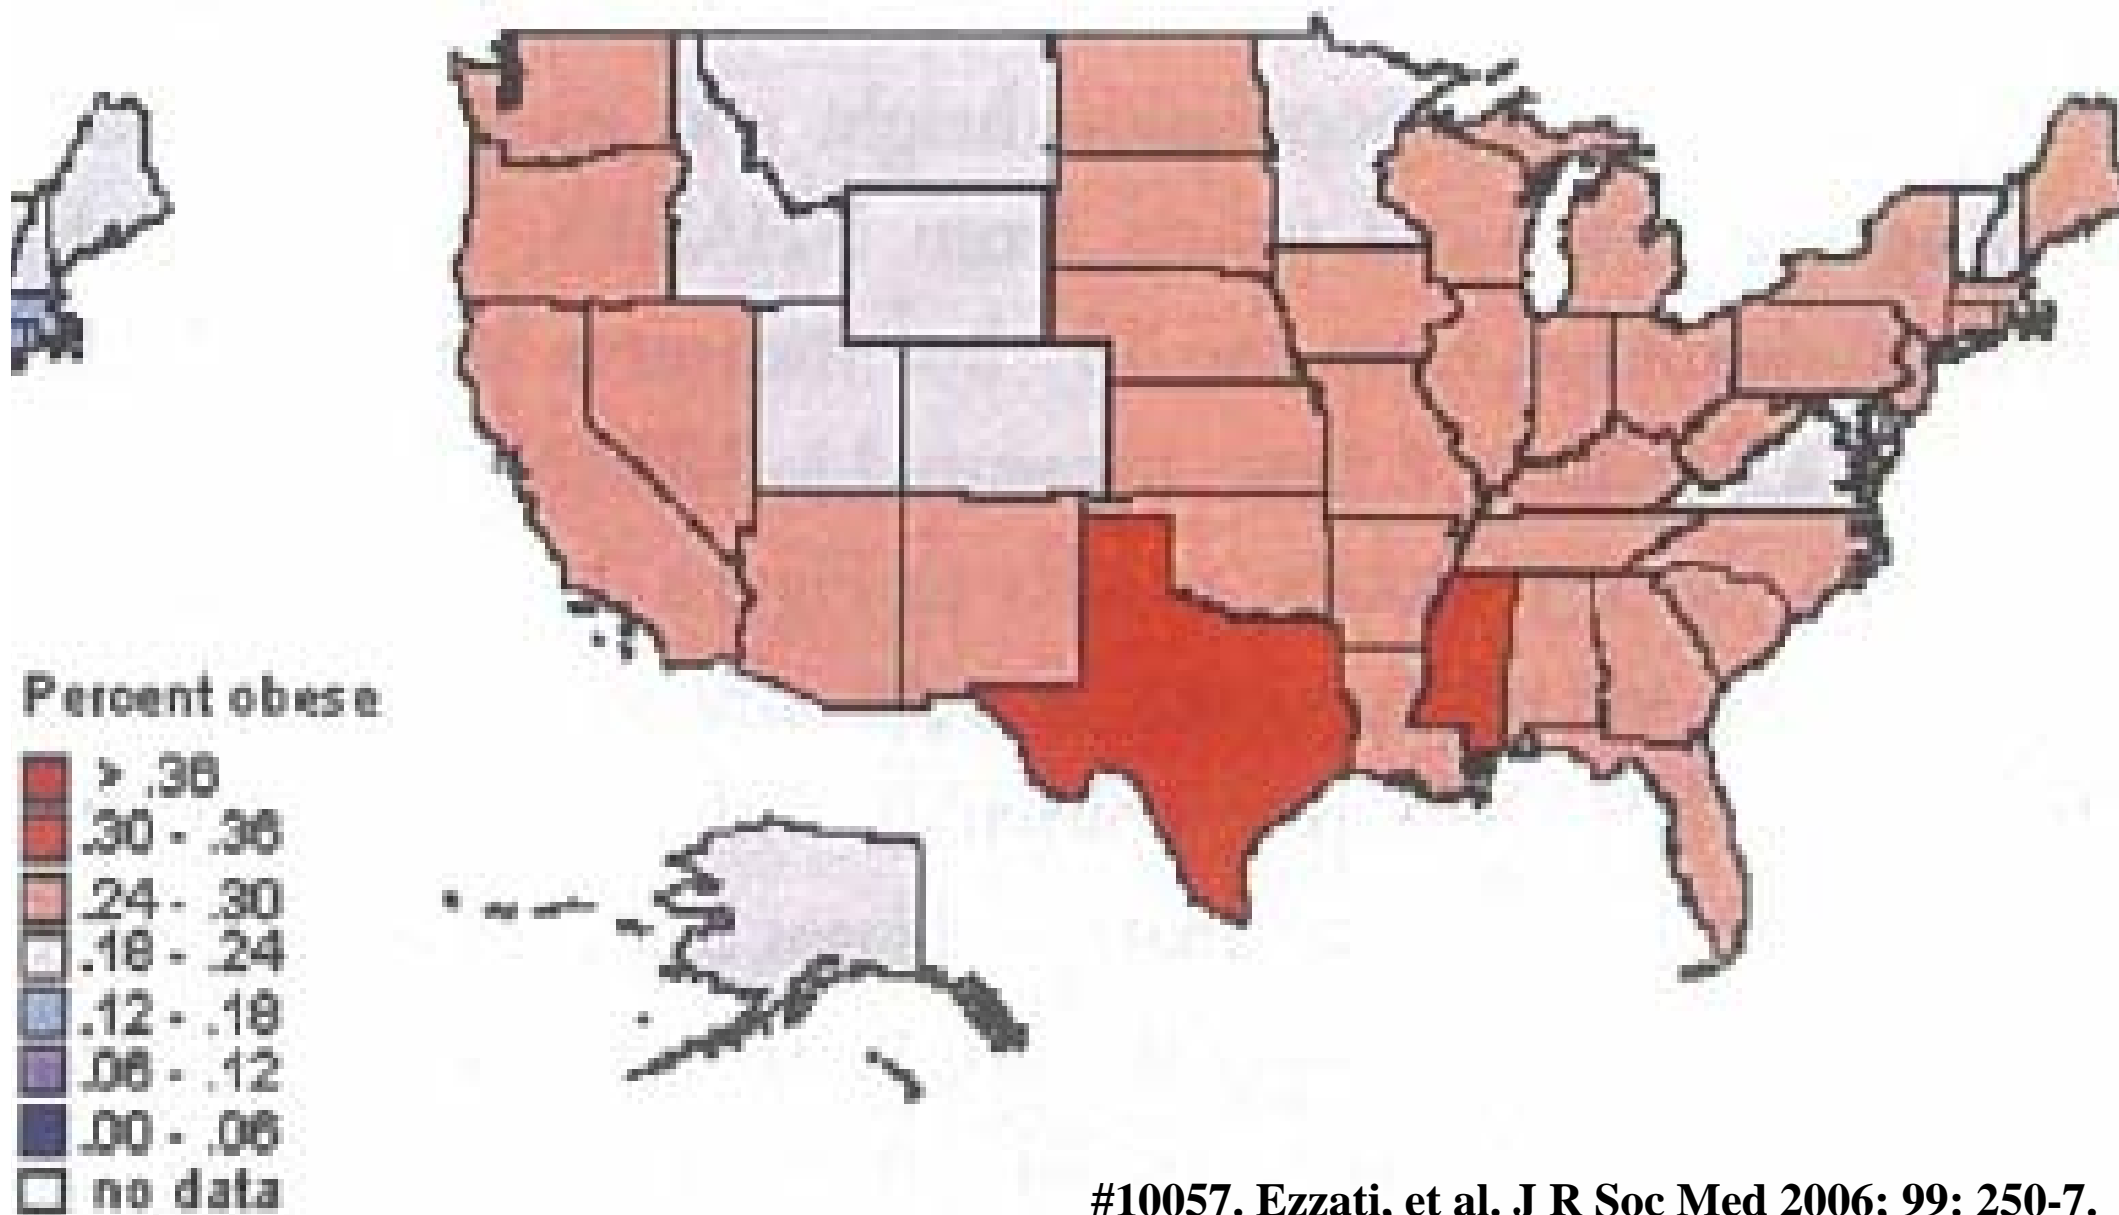 Percent obese
> .36
.30 - .36
.24 - .30
.18 - .24
.12 - .18
.06 - .12
.00 - .06
no data
#10057. Ezzati, et al. J R Soc Med 2006; 99: 250-7.